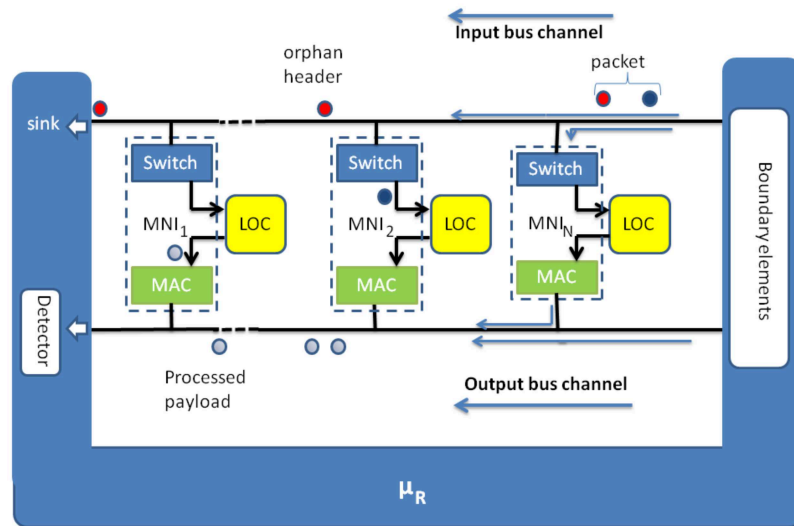 Input bus channel
orphan
header
packet
sink
Switch
Switch
Switch
MNI1
LOC
MNI2
LOC
MNIN
LOC
MAC
MAC
MAC
Detector
Boundary elements
Processed
payload
Output bus channel
μR